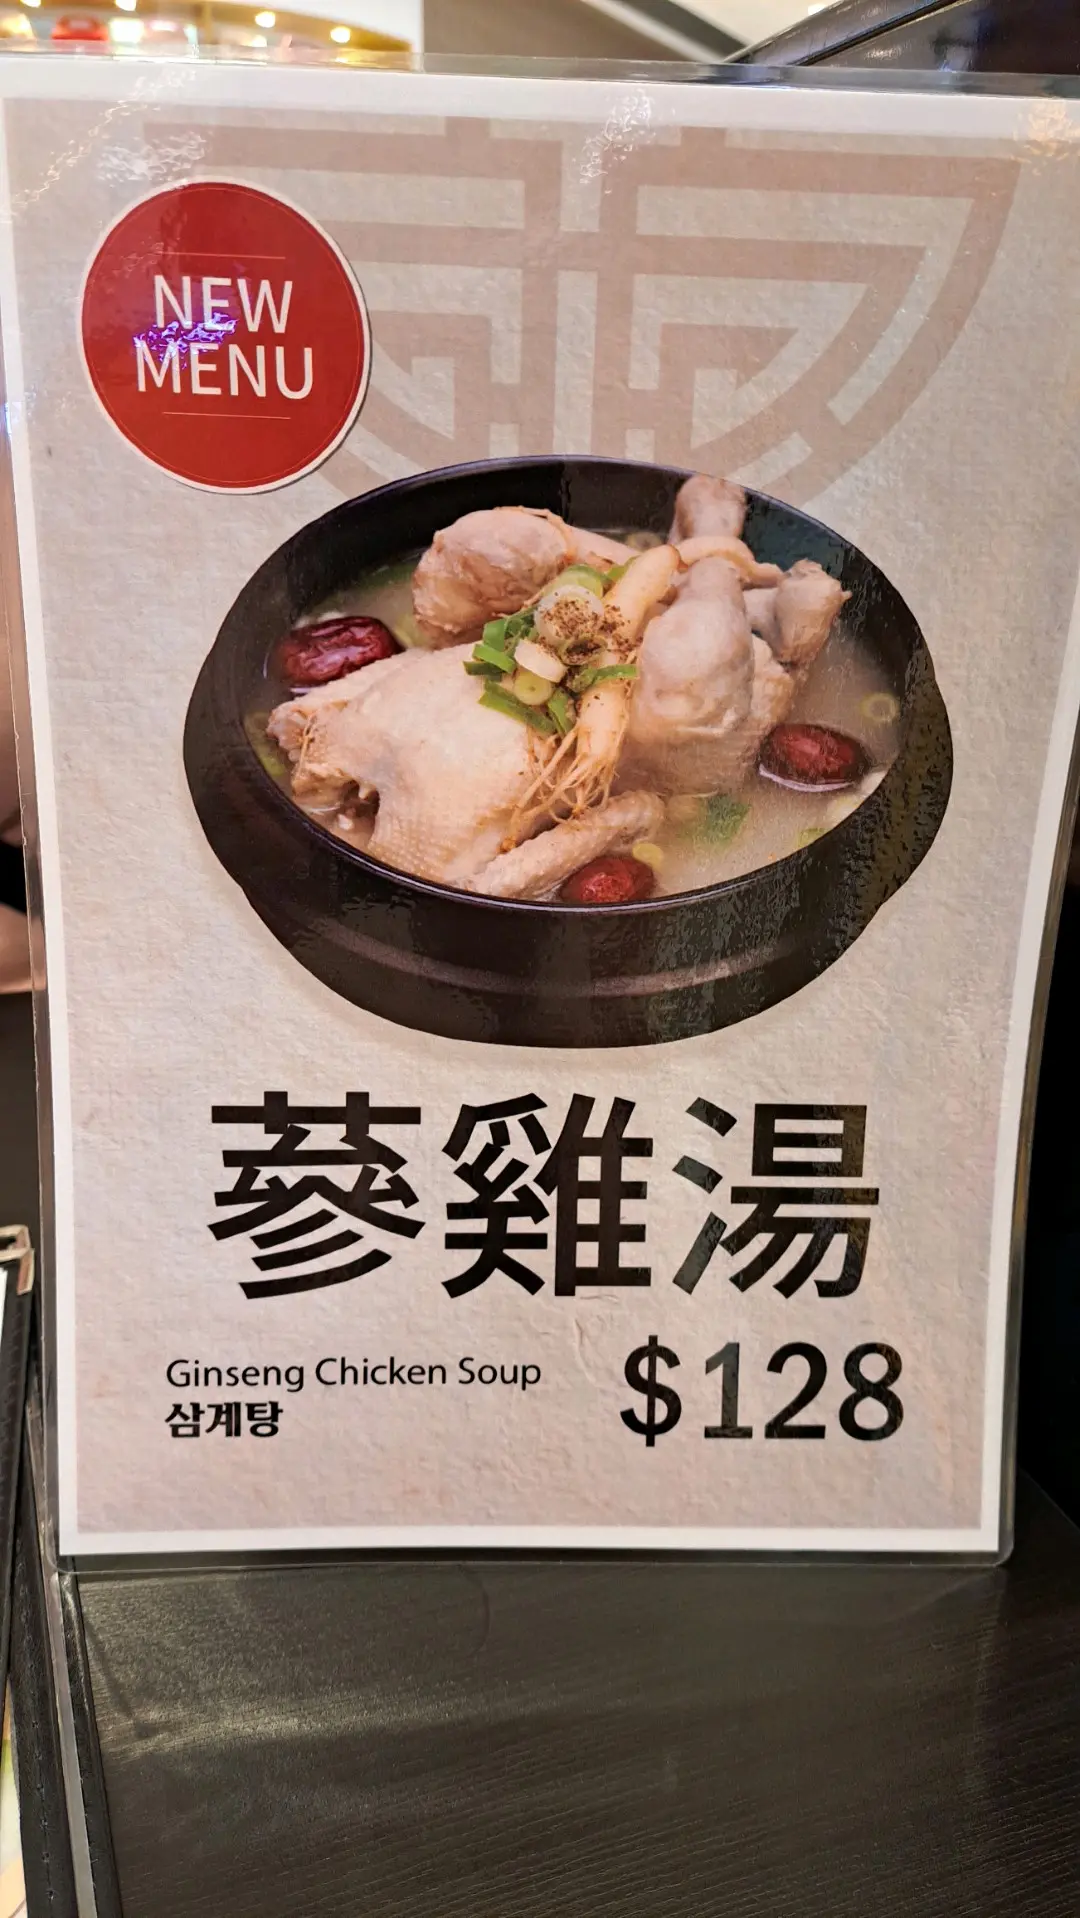 NEW
MENU
蔘雞湯
Ginseng Chicken Soup
삼계탕
$128